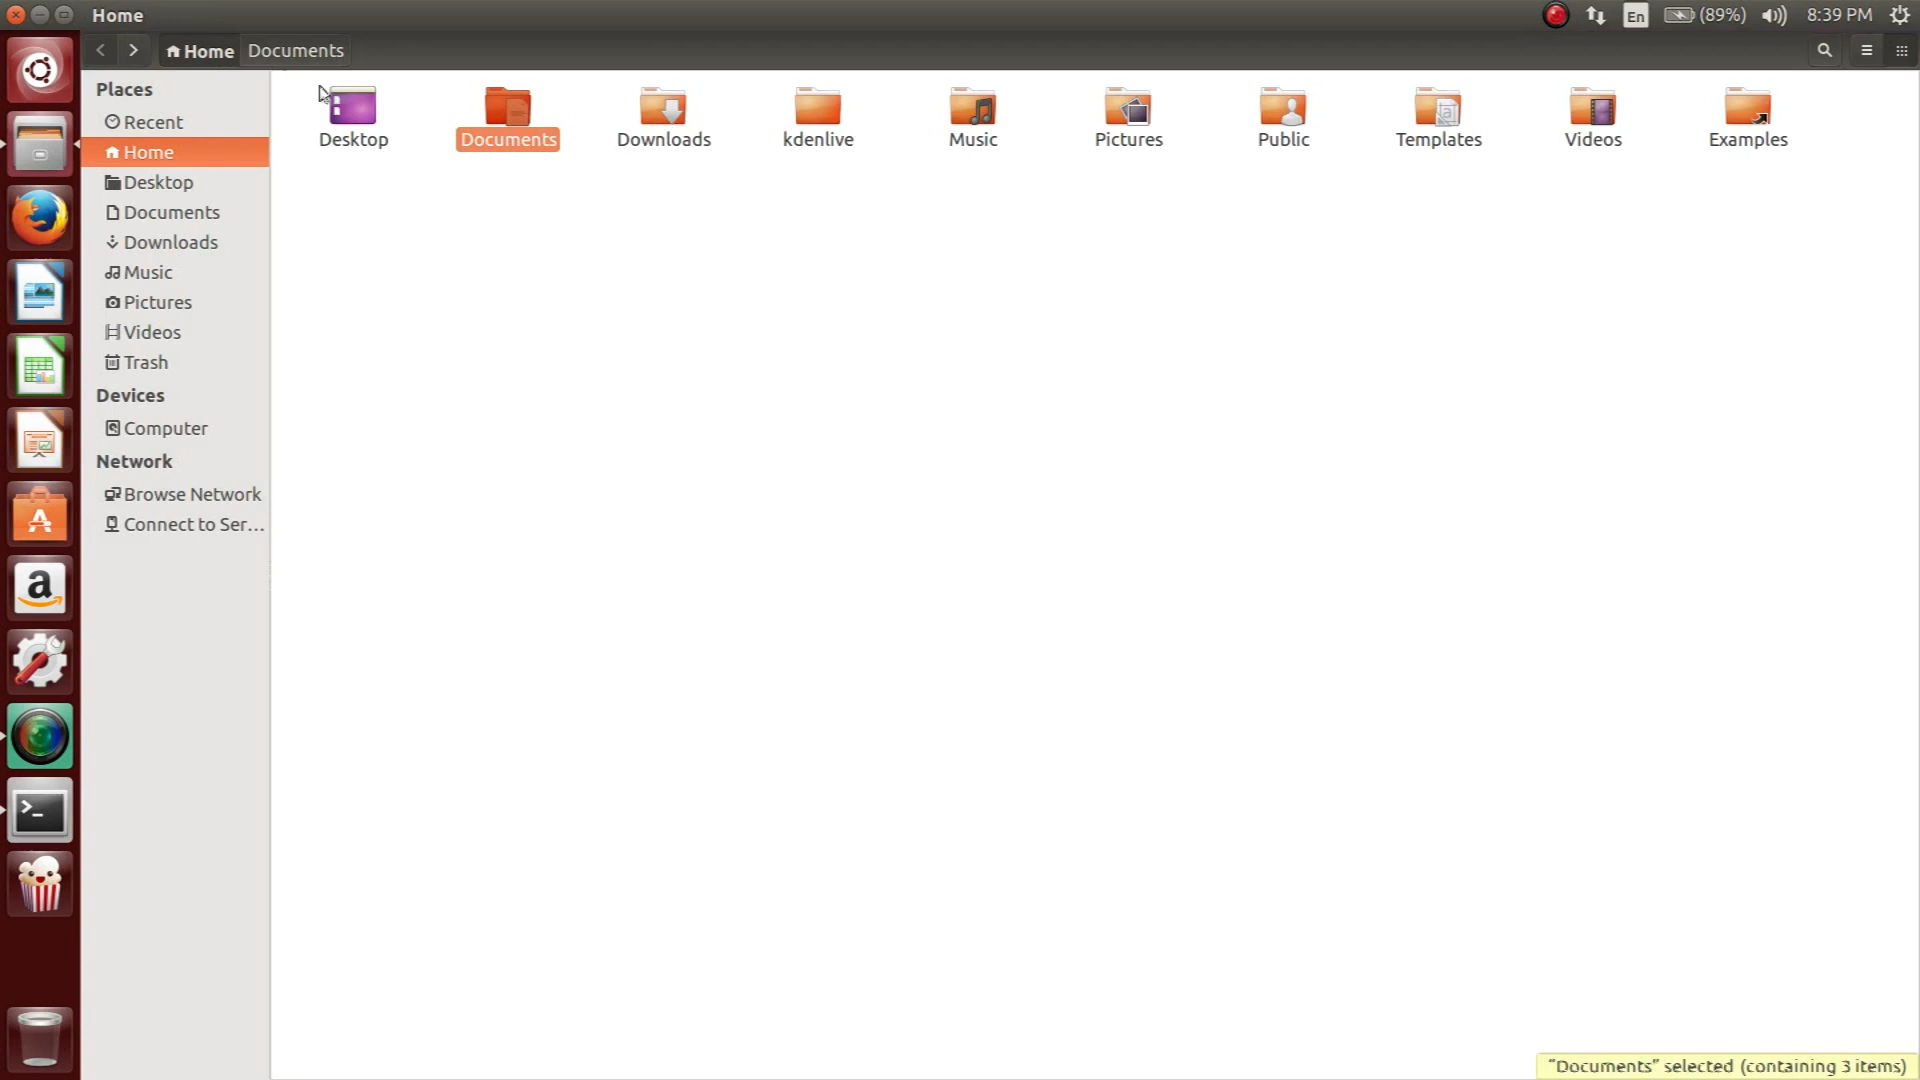 Home
En
(89%)
8:39 PM
Home
Documents
Places
Recent
Home
Desktop
Documents
Downloads
Music
Pictures
Videos
Trash
Devices
Computer
Network
Browse Network
Connect to Ser…
Desktop
Documents
Downloads
kdenlive
Music
Pictures
Public
Templates
Videos
Examples
"Documents" selected (containing 3 items)